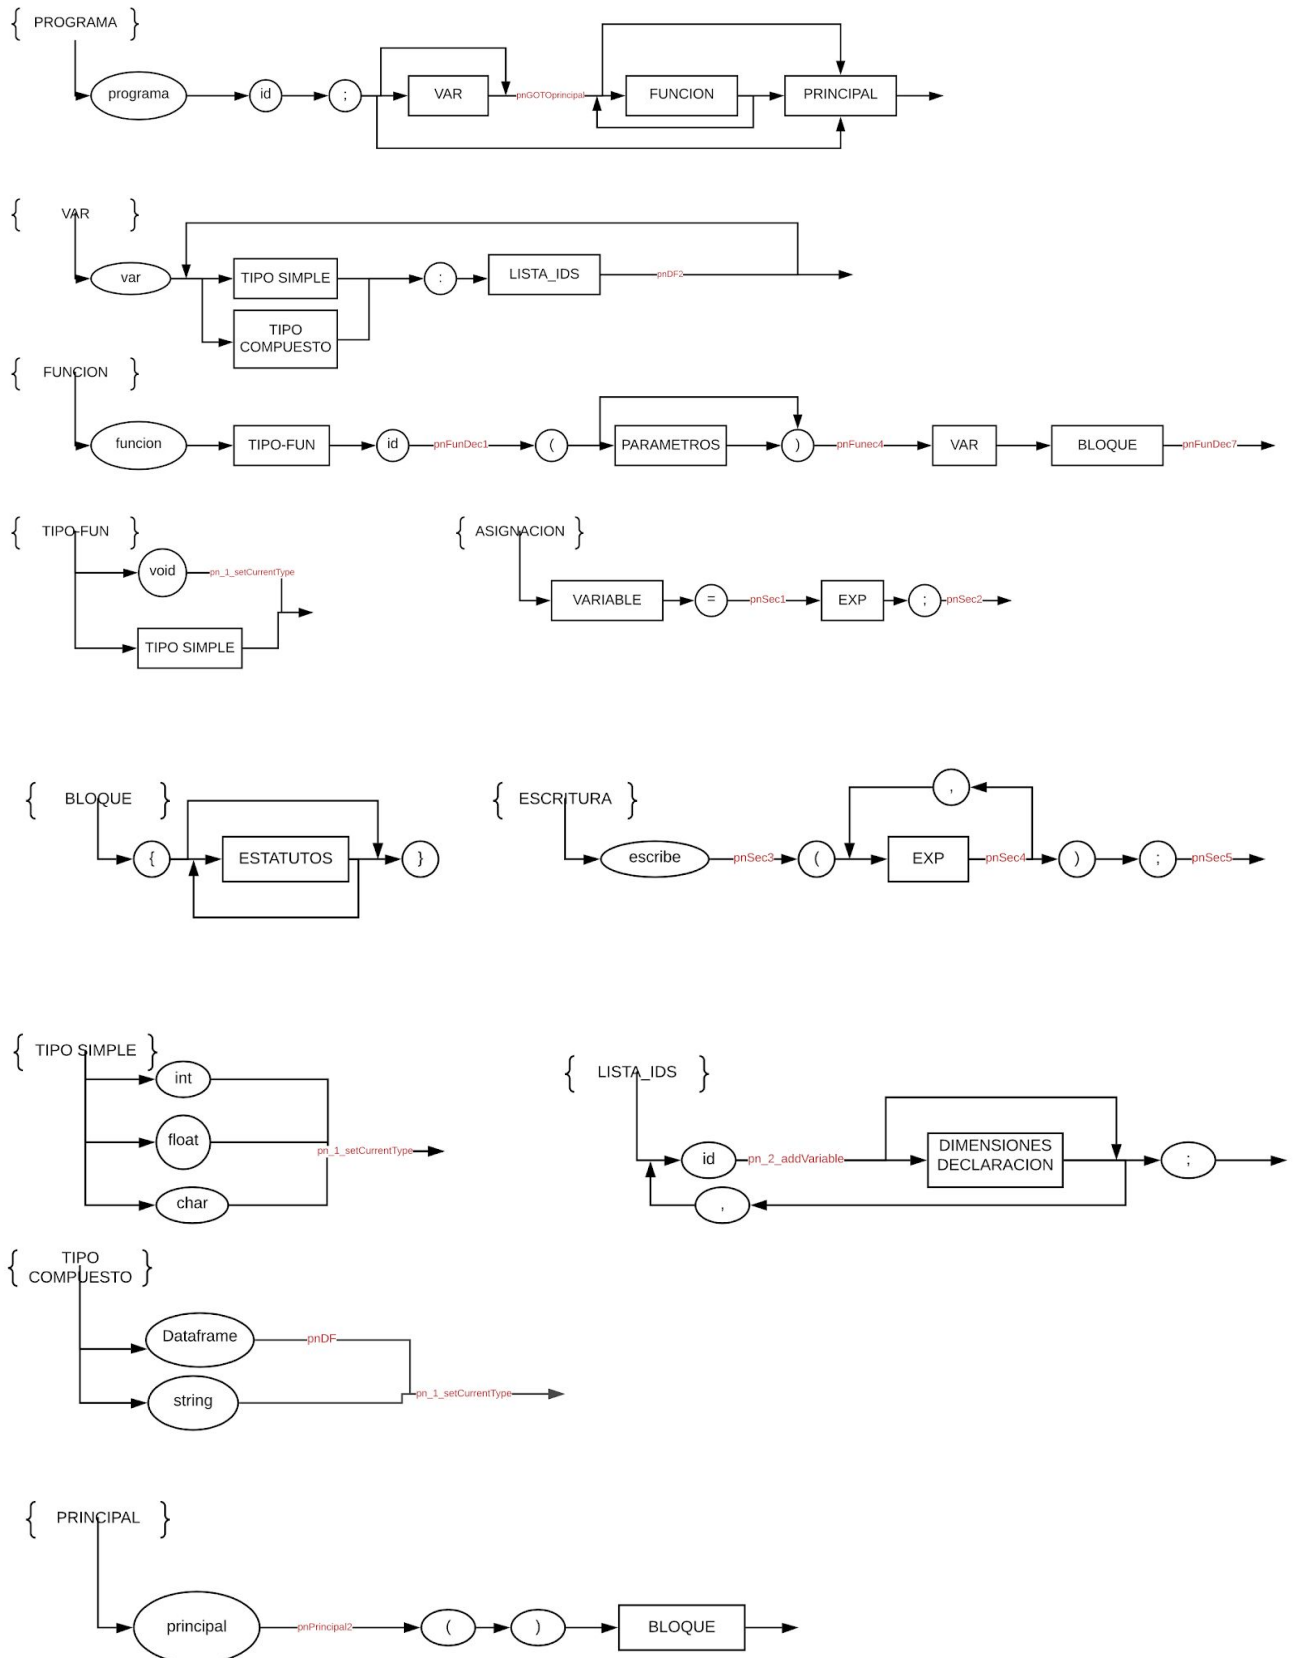 { PROGRAMA }
programa id ; VAR pnGOTOprincipal FUNCION PRINCIPAL
{ VAR }
var TIPO SIMPLE : LISTA_IDS pnDF2
TIPO
COMPUESTO
{ FUNCION }
funcion TIPO-FUN id pnFunDec1 ( PARAMETROS ) pnFunec4 VAR BLOQUE pnFunDec7
{ TIPO-FUN }
void pn_1_setCurrentType
TIPO SIMPLE
{ ASIGNACION }
VARIABLE = pnSec1 EXP ; pnSec2
{ BLOQUE }
{ ESTATUTOS }
{ ESCRITURA }
,
escribe pnSec3 ( EXP pnSec4 ) ; pnSec5
{ TIPO SIMPLE }
int
float
pn_1_setCurrentType
char
{ LISTA_IDS }
id pn_2_addVariable DIMENSIONES
DECLARACION ;
,
{ TIPO
COMPUESTO }
Dataframe pnDF
string pn_1_setCurrentType
{ PRINCIPAL }
principal pnPrincipal2 ( ) BLOQUE